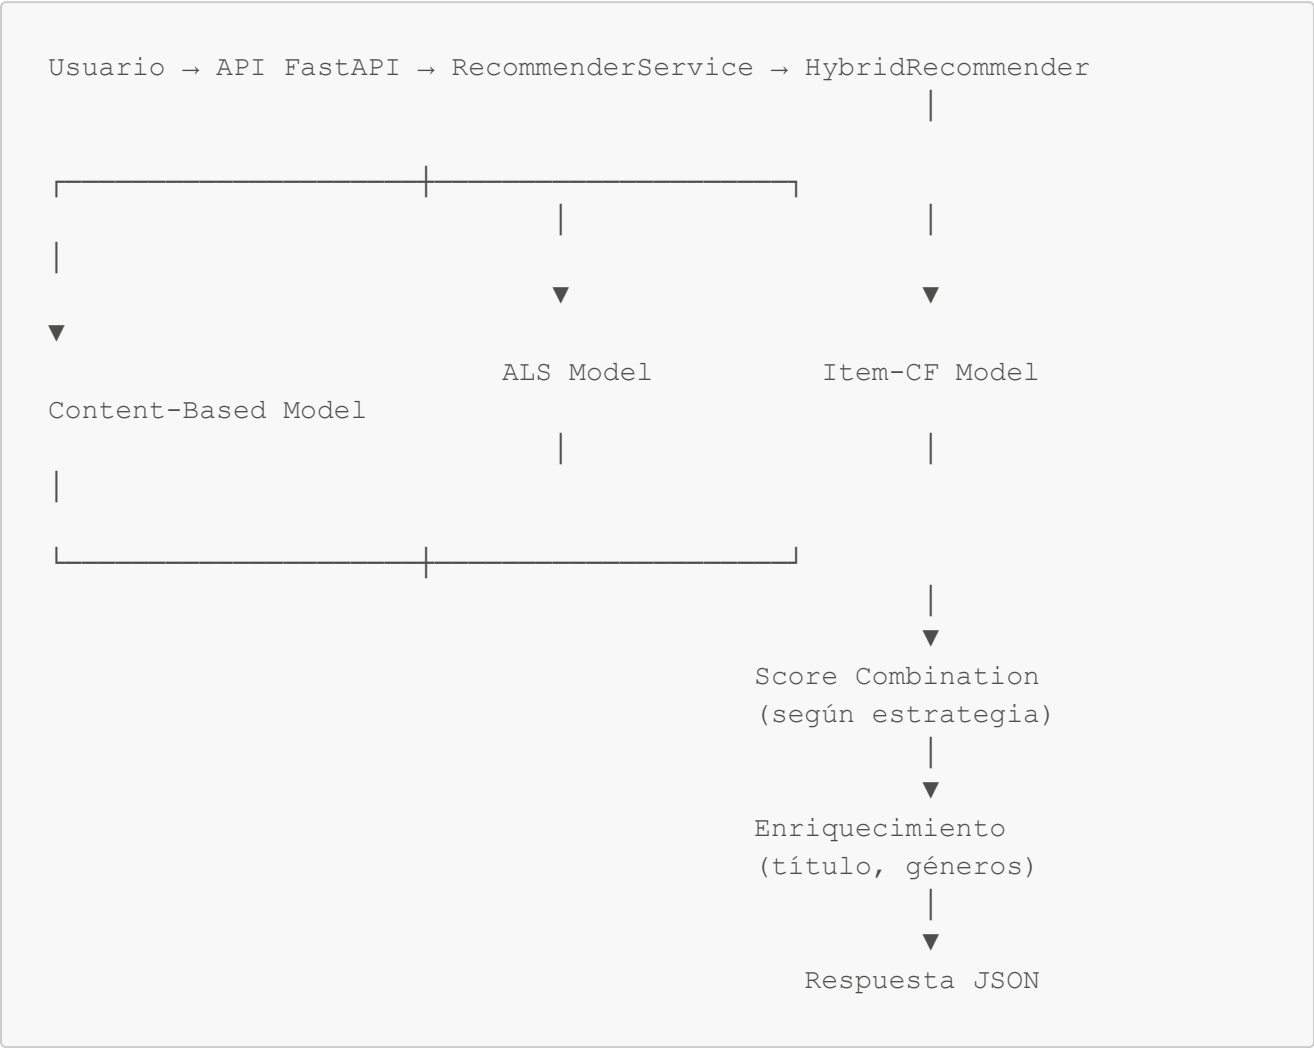 Usuario → API FastAPI → RecommenderService → HybridRecommender
ALS Model Item-CF Model
Content-Based Model
Score Combination
(según estrategia)
Enriquecimiento
(título, géneros)
Respuesta JSON